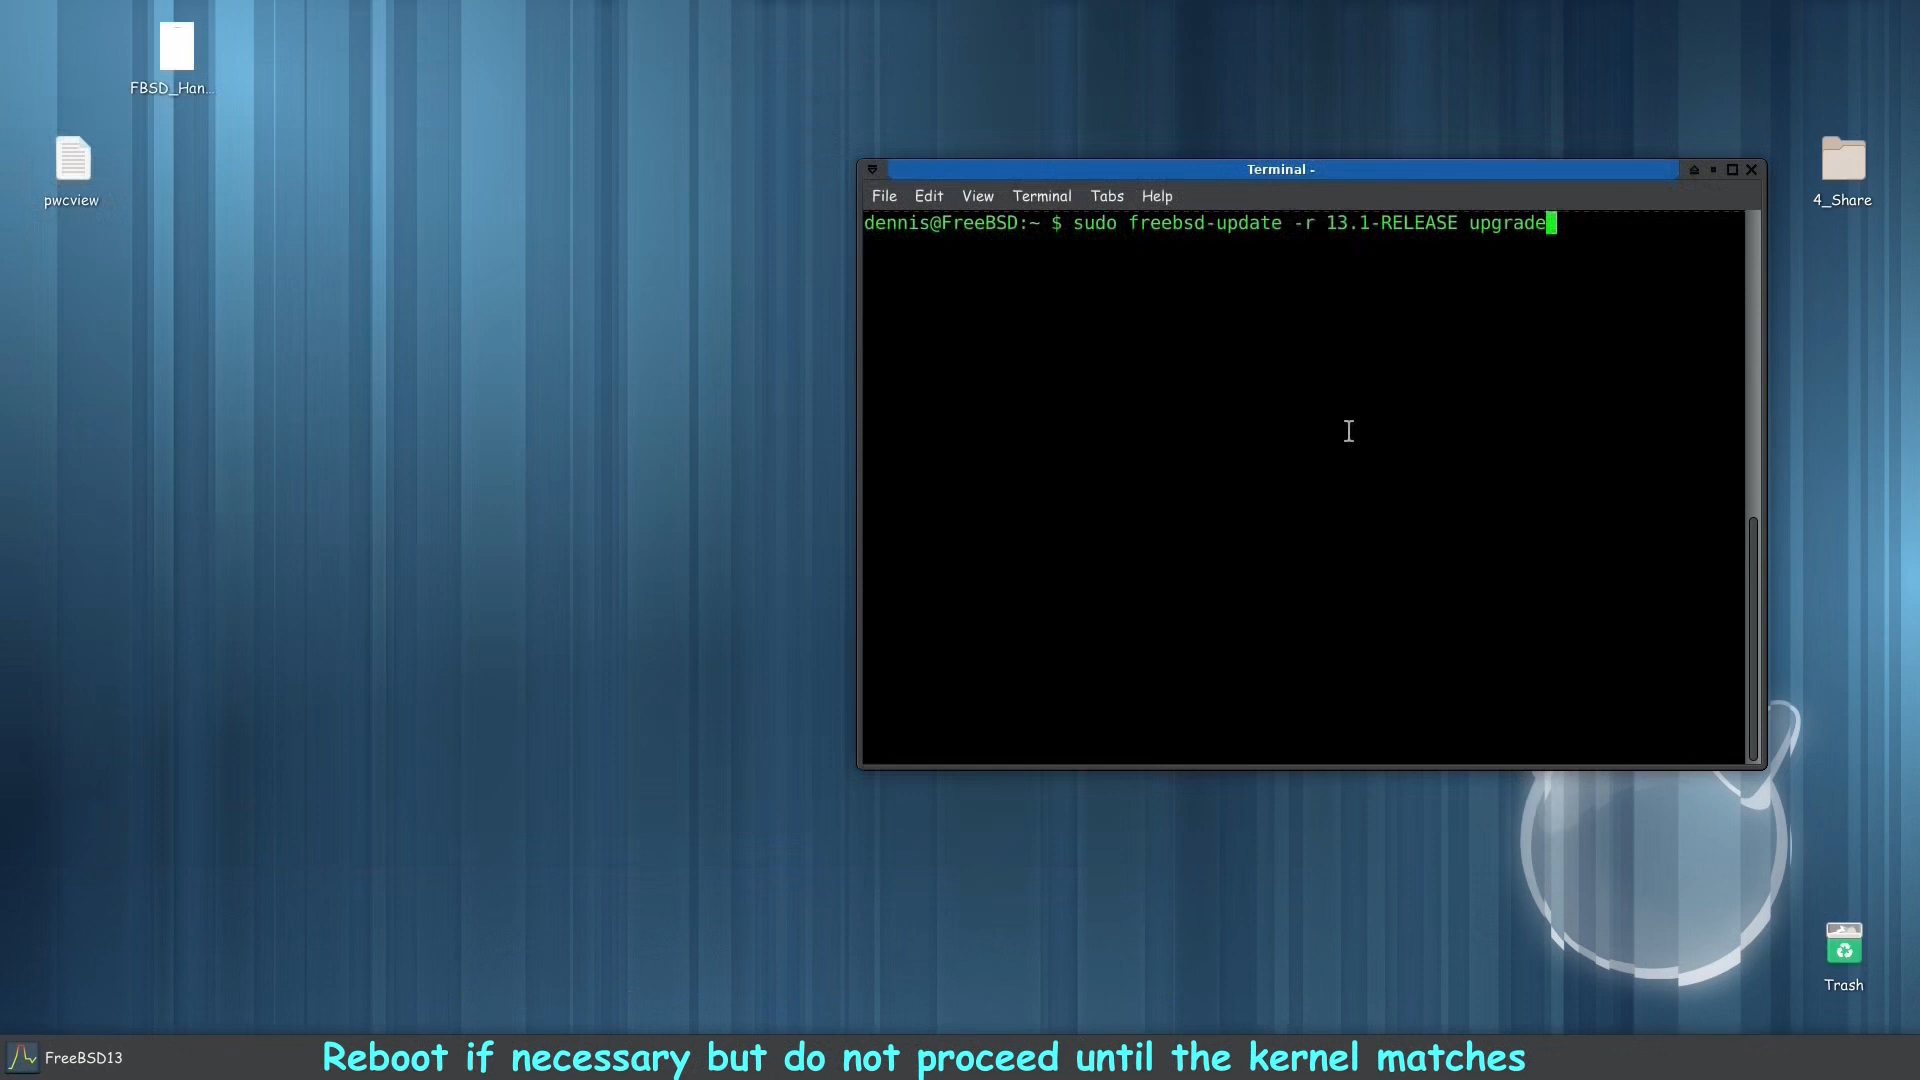 FBSD_Han...
pwcview
4_Share
Terminal -
File Edit View Terminal Tabs Help
dennis@FreeBSD:~ $ sudo freebsd-update -r 13.1-RELEASE upgrade
Trash
FreeBSD13
Reboot if necessary but do not proceed until the kernel matches